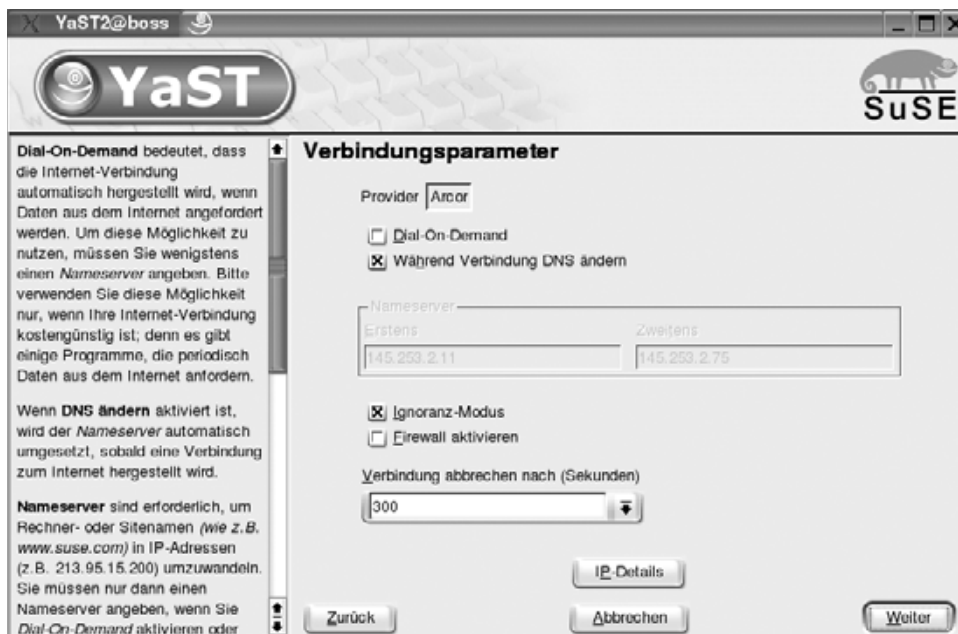 YaST2@boss
YaST
SuSE
Dial-On-Demand bedeutet, dass
die Internet-Verbindung
automatisch hergestellt wird, wenn
Daten aus dem Internet angefordert
werden. Um diese Möglichkeit zu
nutzen, müssen Sie wenigstens
einen Nameserver angeben. Bitte
verwenden Sie diese Möglichkeit
nur, wenn Ihre Internet-Verbindung
kostengünstig ist; denn es gibt
einige Programme, die periodisch
Daten aus dem Internet anfordern.
Wenn DNS ändern aktiviert ist,
wird der Nameserver automatisch
umgesetzt, sobald eine Verbindung
zum Internet hergestellt wird.
Nameserver sind erforderlich, um
Rechner- oder Sitenamen (wie z.B.
www.suse.com) in IP-Adressen
(z.B. 213.95.15.200) umzuwandeln.
Sie müssen nur dann einen
Nameserver angeben, wenn Sie
Dial-On-Demand aktivieren oder
Verbindungsparameter
Provider Arcor
Dial-On-Demand
Während Verbindung DNS ändern
Nameserver
Erstens Zweitens
145.253.2.11 145.253.2.75
Ignoranz-Modus
Firewall aktivieren
Verbindung abbrechen nach (Sekunden)
300
IP-Details
Zurück Abbrechen Weiter